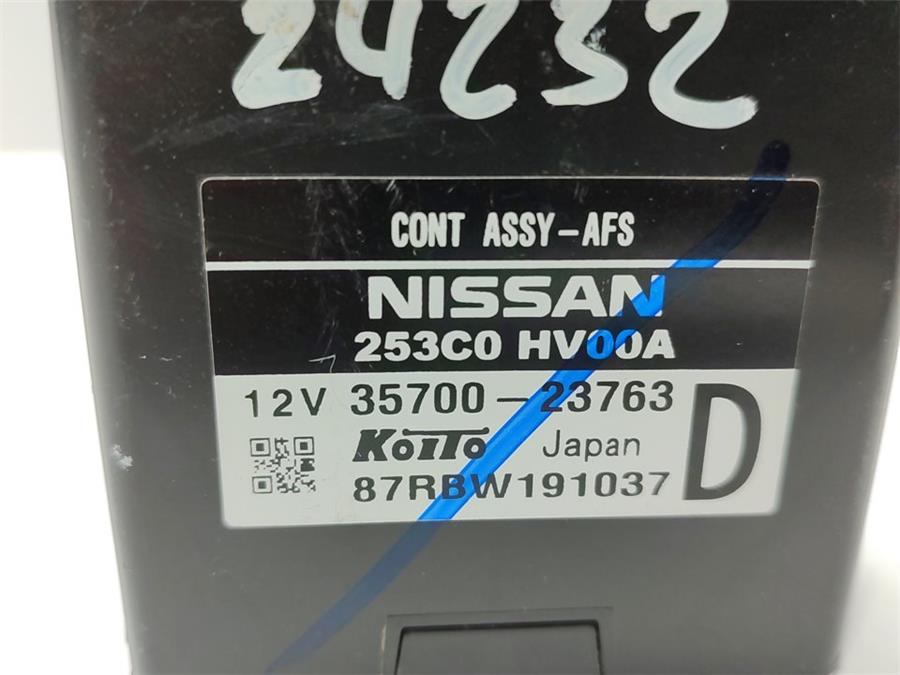 24232
CONT ASSY-AFS
NISSAN
253C0 HV00A
12V 35700-23763
D
KOITO Japan
87RBW191037